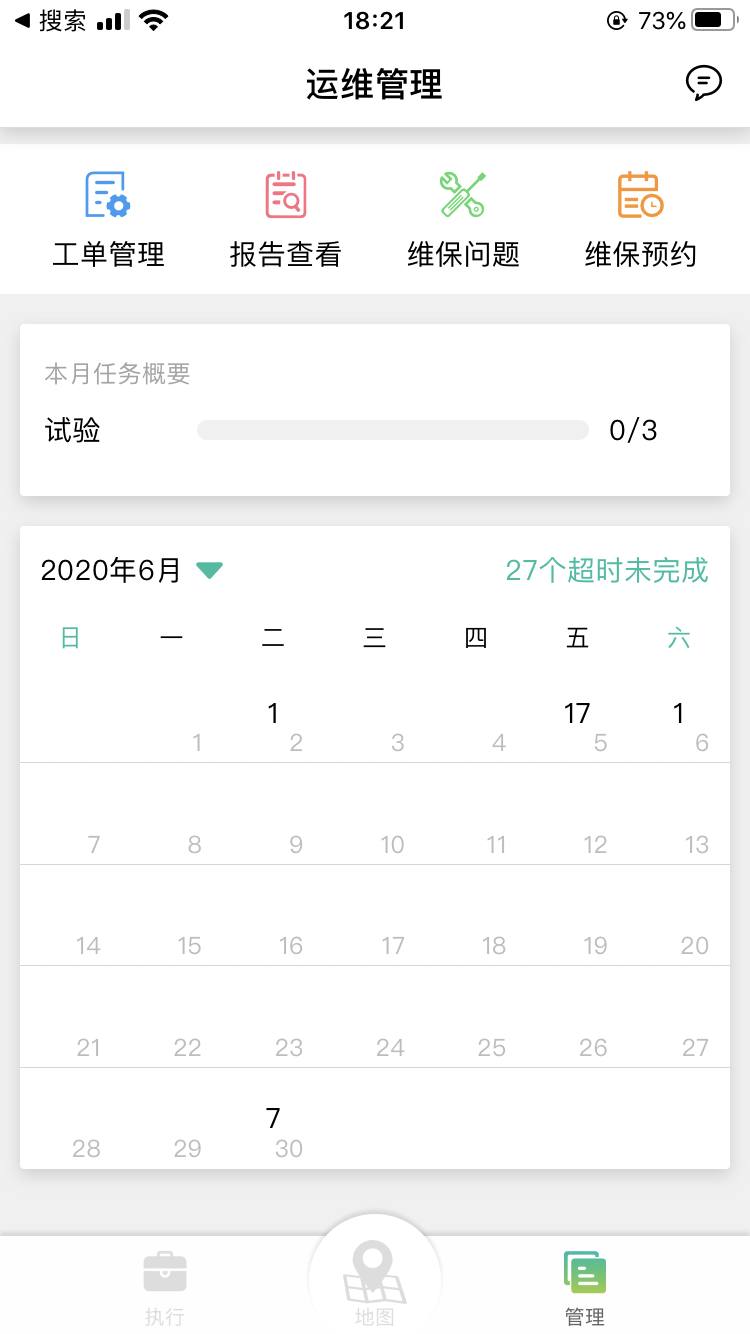 搜索 18:21 73%
运维管理
工单管理 报告查看 维保问题 维保预约
本月任务概要
试验 0/3
2020年6月 27个超时未完成
日 一 二 三 四 五 六
1 17 1
1 2 3 4 5 6
7 8 9 10 11 12 13
14 15 16 17 18 19 20
21 22 23 24 25 26 27
7
28 29 30
执行 地图 管理